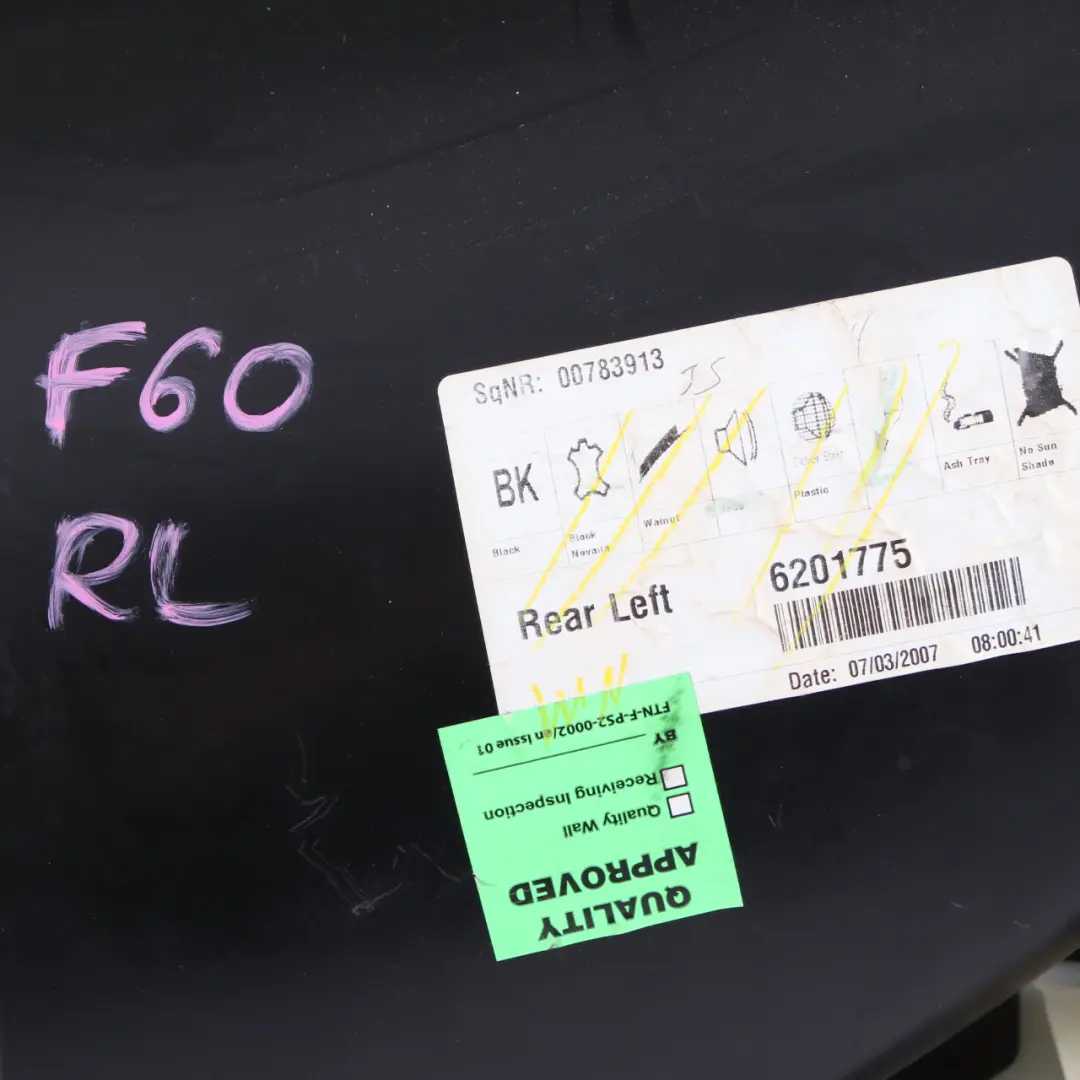 F60
RL
SqNR: 00783913
JS
BK
Black
Black
Nevada
Walnut
Plastic
Ash Tray
No Sun
Shade
Rear Left
6201775
Date: 07/03/2007 08:00:41
QUALITY
APPROVED
Quality Wall
Receiving Inspection
BY
FTN-F-PS2-0002/en Issue 01